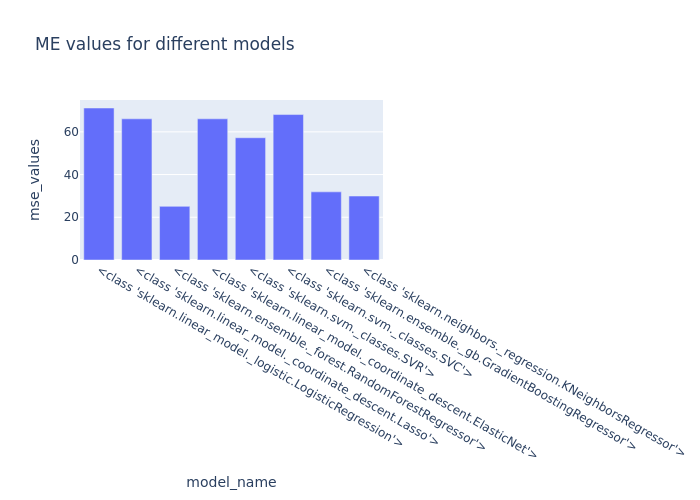 ME values for different models
mse_values
60
40
20
0
<class 'sklearn.linear_model._logistic.LogisticRegression'>
<class 'sklearn.linear_model._coordinate_descent.Lasso'>
<class 'sklearn.ensemble._forest.RandomForestRegressor'>
<class 'sklearn.linear_model._coordinate_descent.ElasticNet'>
<class 'sklearn.svm._classes.SVR'>
<class 'sklearn.svm._classes.SVC'>
<class 'sklearn.ensemble._gb.GradientBoostingRegressor'>
<class 'sklearn.neighbors._regression.KNeighborsRegressor'>
model_name